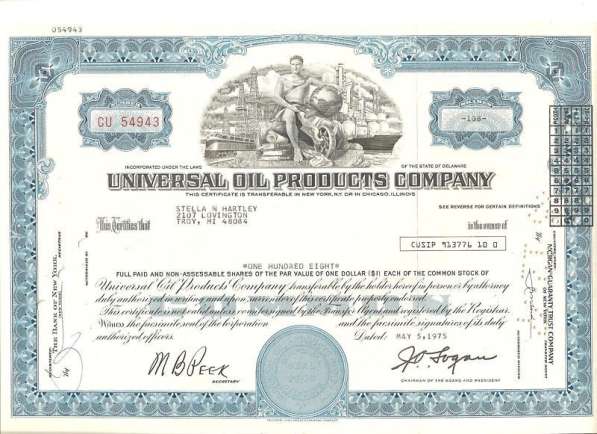 054943
CU 54943
-108-
INCORPORATED UNDER THE LAWS
OF THE STATE OF DELAWARE
UNIVERSAL OIL PRODUCTS COMPANY
THIS CERTIFICATE IS TRANSFERABLE IN NEW YORK, N.Y. OR IN CHICAGO, ILLINOIS
SEE REVERSE FOR CERTAIN DEFINITIONS
This Certifies that
STELLA N HARTLEY
2107 LOVINGTON
TROY, MI 48084
is the owner of
CUSIP 913776 10 0
*ONE HUNDRED EIGHT*
FULL PAID AND NON-ASSESSABLE SHARES OF THE PAR VALUE OF ONE DOLLAR ($1) EACH OF THE COMMON STOCK OF
Universal Oil Products Company transferable by the holder hereof in person or by attorney
duly authorized in writing and upon surrender of this certificate properly endorsed.
This certificate is not valid unless countersigned by the Transfer Agent and registered by the Registrar.
Witness the facsimile seal of the Corporation and the facsimile signatures of its duly
authorized officers.
Dated: MAY 5, 1975
M B Peek
SECRETARY
J O Logan
CHAIRMAN OF THE BOARD AND PRESIDENT
THE BANK OF NEW YORK
By
MORGAN GUARANTY TRUST COMPANY
OF NEW YORK
By